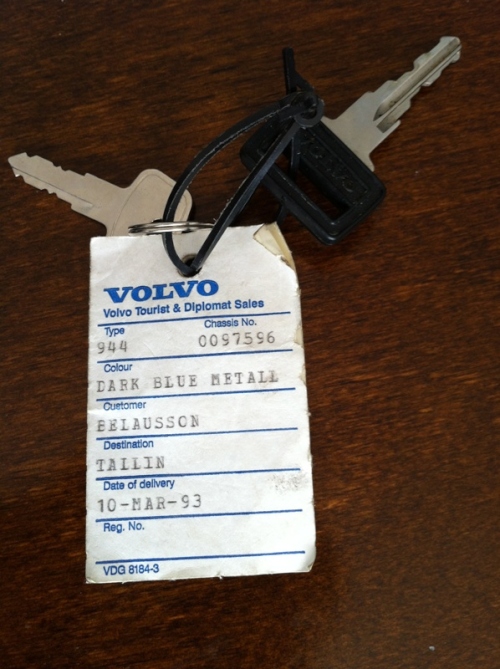 VOLVO
Volvo Tourist & Diplomat Sales
Type Chassis No.
944 0097596
Colour
DARK BLUE METALL
Customer
BELAUSSON
Destination
TALLIN
Date of delivery
10-MAR-93
Reg. No.
VDG 8184-3